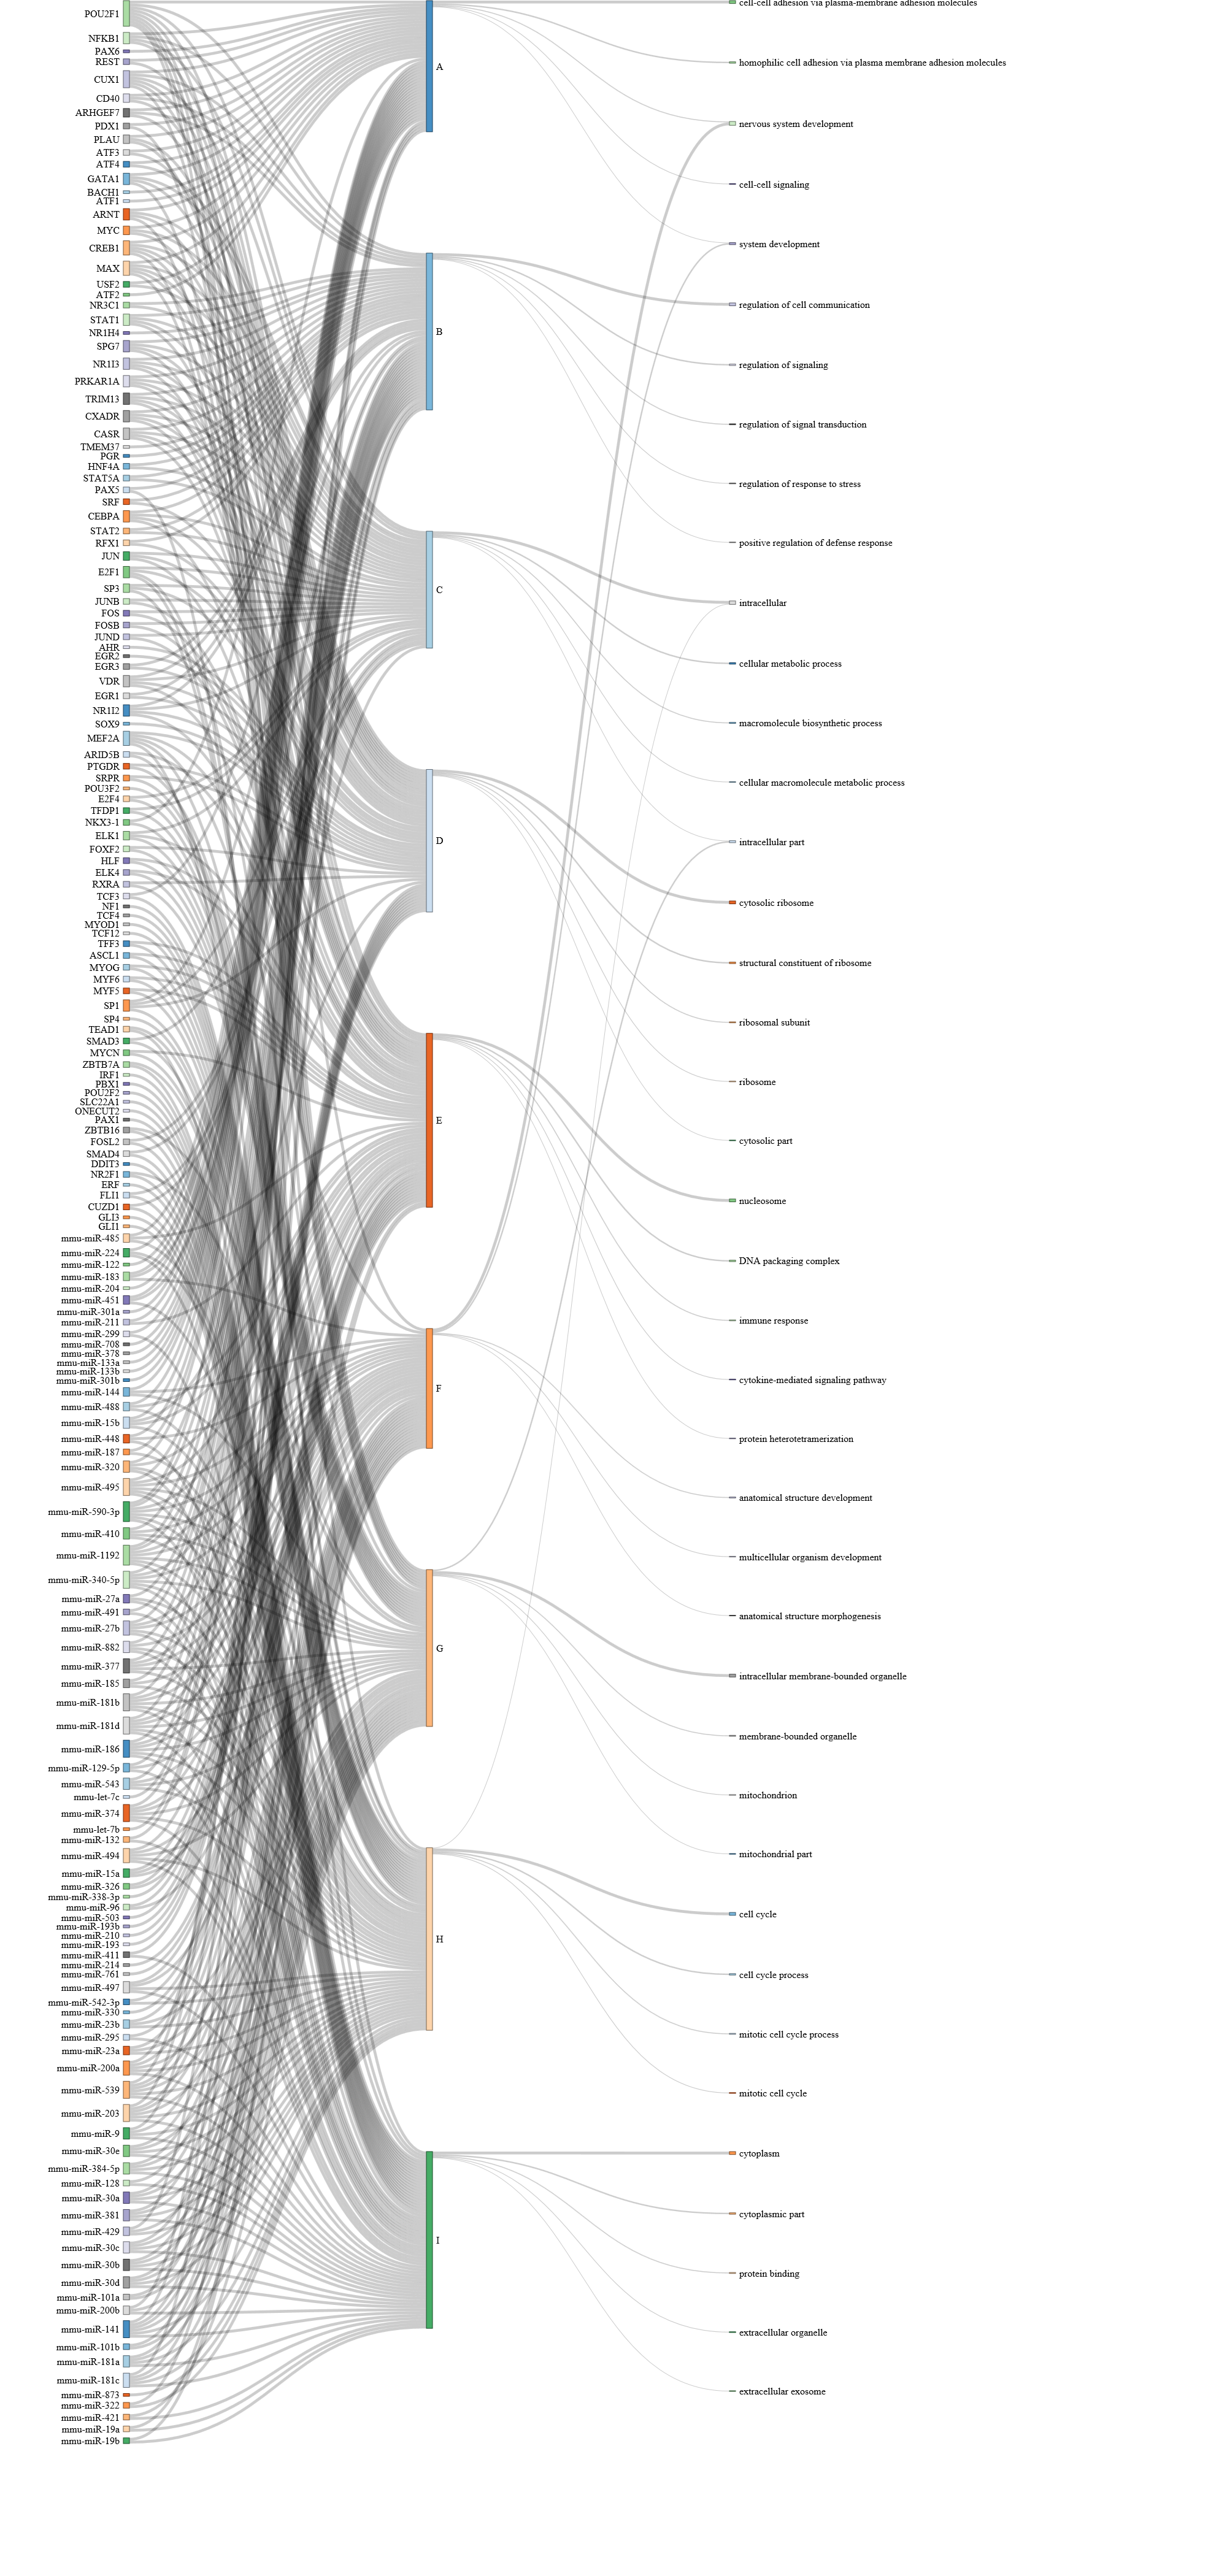 POU2F1
NFKB1
PAX6
REST
CUX1
CD40
ARHGEF7
PDX1
PLAU
ATF3
ATF4
GATA1
BACH1
ATF1
ARNT
MYC
CREB1
MAX
USF2
ATF2
NR3C1
STAT1
NR1H4
SPG7
NR1I3
PRKAR1A
TRIM13
CXADR
CASR
TMEM37
PGR
HNF4A
STAT5A
PAX5
SRF
CEBPA
STAT2
RFX1
JUN
E2F1
SP3
JUNB
FOS
FOSB
JUND
AHR
EGR2
EGR3
VDR
EGR1
NR1I2
SOX9
MEF2A
ARID5B
PTGDR
SRPR
POU3F2
E2F4
TFDP1
NKX3-1
ELK1
FOXF2
HLF
ELK4
RXRA
TCF3
NF1
TCF4
MYOD1
TCF12
TFF3
ASCL1
MYOG
MYF6
MYF5
SP1
SP4
TEAD1
SMAD3
MYCN
ZBTB7A
IRF1
PBX1
POU2F2
SLC22A1
ONECUT2
PAX1
ZBTB16
FOSL2
SMAD4
DDIT3
NR2F1
ERF
FLI1
CUZD1
GLI3
GLI1
mmu-miR-485
mmu-miR-224
mmu-miR-122
mmu-miR-183
mmu-miR-204
mmu-miR-451
mmu-miR-301a
mmu-miR-211
mmu-miR-299
mmu-miR-708
mmu-miR-378
mmu-miR-133a
mmu-miR-133b
mmu-miR-301b
mmu-miR-144
mmu-miR-488
mmu-miR-15b
mmu-miR-448
mmu-miR-187
mmu-miR-320
mmu-miR-495
mmu-miR-590-3p
mmu-miR-410
mmu-miR-1192
mmu-miR-340-5p
mmu-miR-27a
mmu-miR-491
mmu-miR-27b
mmu-miR-882
mmu-miR-377
mmu-miR-185
mmu-miR-181b
mmu-miR-181d
mmu-miR-186
mmu-miR-129-5p
mmu-miR-543
mmu-let-7c
mmu-miR-374
mmu-let-7b
mmu-miR-132
mmu-miR-494
mmu-miR-15a
mmu-miR-326
mmu-miR-338-3p
mmu-miR-96
mmu-miR-503
mmu-miR-193b
mmu-miR-210
mmu-miR-193
mmu-miR-411
mmu-miR-214
mmu-miR-761
mmu-miR-497
mmu-miR-542-3p
mmu-miR-330
mmu-miR-23b
mmu-miR-295
mmu-miR-23a
mmu-miR-200a
mmu-miR-539
mmu-miR-203
mmu-miR-9
mmu-miR-30e
mmu-miR-384-5p
mmu-miR-128
mmu-miR-30a
mmu-miR-381
mmu-miR-429
mmu-miR-30c
mmu-miR-30b
mmu-miR-30d
mmu-miR-101a
mmu-miR-200b
mmu-miR-141
mmu-miR-101b
mmu-miR-181a
mmu-miR-181c
mmu-miR-873
mmu-miR-322
mmu-miR-421
mmu-miR-19a
mmu-miR-19b
A
B
C
D
E
F
G
H
I
cell-cell adhesion via plasma-membrane adhesion molecules
homophilic cell adhesion via plasma membrane adhesion molecules
nervous system development
cell-cell signaling
system development
regulation of cell communication
regulation of signaling
regulation of signal transduction
regulation of response to stress
positive regulation of defense response
intracellular
cellular metabolic process
macromolecule biosynthetic process
cellular macromolecule metabolic process
intracellular part
cytosolic ribosome
structural constituent of ribosome
ribosomal subunit
ribosome
cytosolic part
nucleosome
DNA packaging complex
immune response
cytokine-mediated signaling pathway
protein heterotetramerization
anatomical structure development
multicellular organism development
anatomical structure morphogenesis
intracellular membrane-bounded organelle
membrane-bounded organelle
mitochondrion
mitochondrial part
cell cycle
cell cycle process
mitotic cell cycle process
mitotic cell cycle
cytoplasm
cytoplasmic part
protein binding
extracellular organelle
extracellular exosome